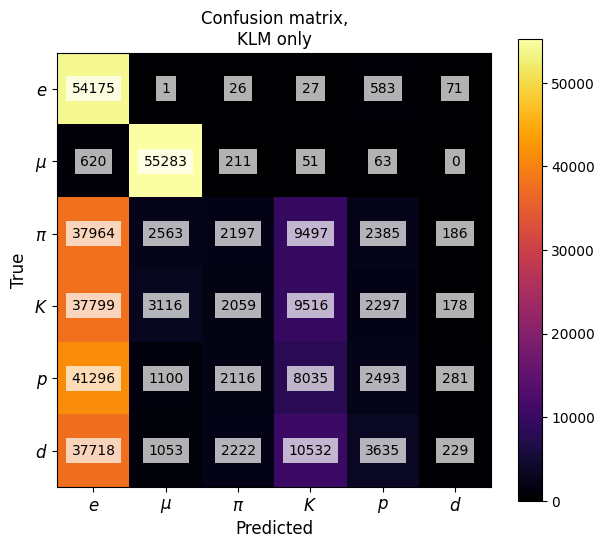 Confusion matrix,
KLM only
True
Predicted
e 54175 1 26 27 583 71
μ 620 55283 211 51 63 0
π 37964 2563 2197 9497 2385 186
K 37799 3116 2059 9516 2297 178
p 41296 1100 2116 8035 2493 281
d 37718 1053 2222 10532 3635 229
e μ π K p d
50000
40000
30000
20000
10000
0